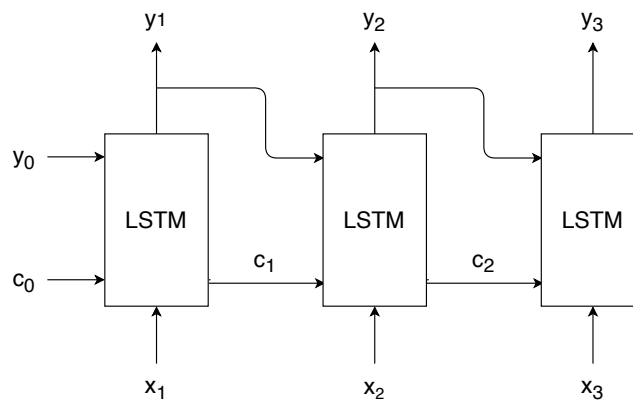 y1 y₂ y₃
y₀
LSTM LSTM LSTM
c₁ c₂
c₀
x₁ x₂ x₃